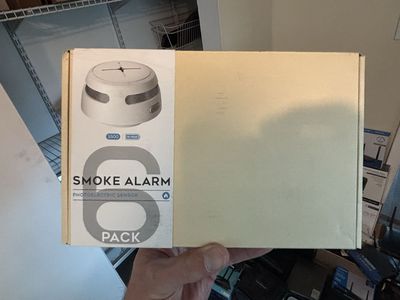 6
SMOKE ALARM
PHOTOELECTRIC SENSOR
PACK